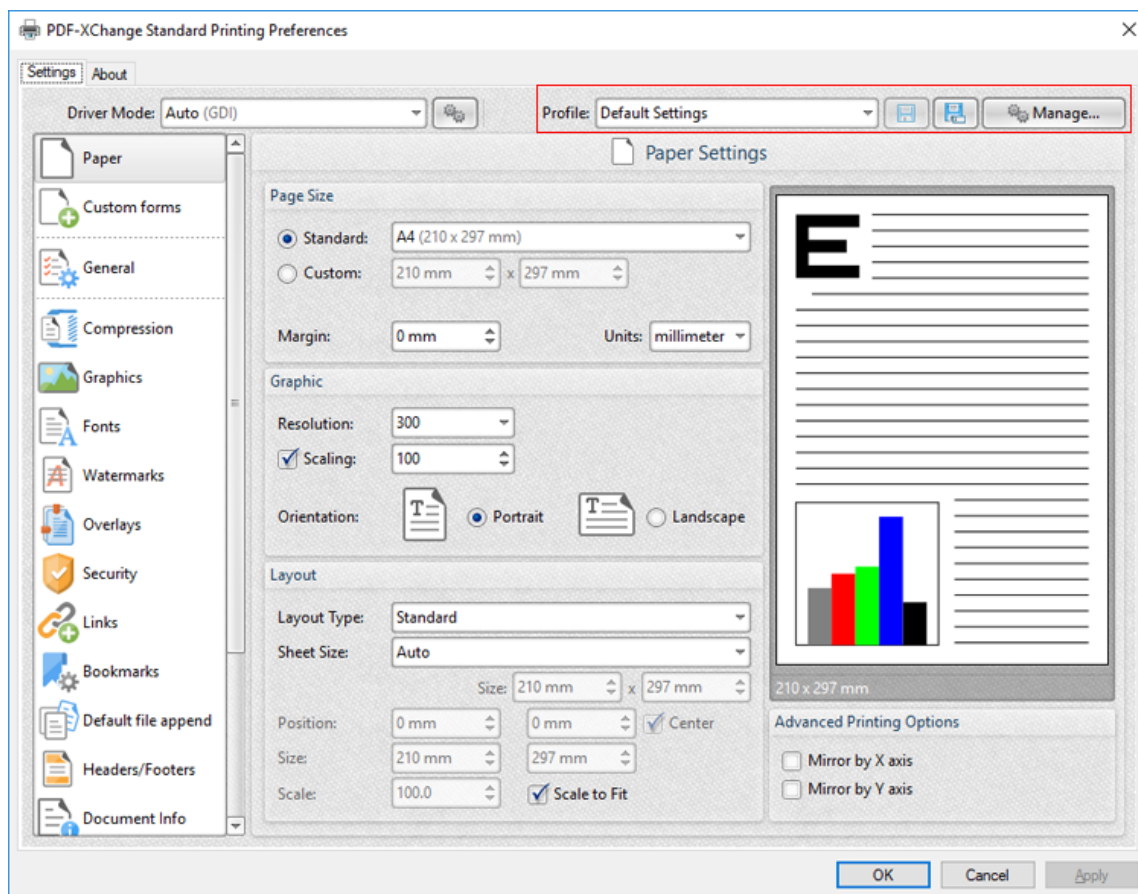 PDF-XChange Standard Printing Preferences
Settings About
Driver Mode: Auto (GDI) Profile: Default Settings Manage...
Paper
Custom forms
General
Compression
Graphics
Fonts
Watermarks
Overlays
Security
Links
Bookmarks
Default file append
Headers/Footers
Document Info
Paper Settings
Page Size
Standard: A4 (210 x 297 mm)
Custom: 210 mm x 297 mm
Margin: 0 mm Units: millimeter
Graphic
Resolution: 300
Scaling: 100
Orientation: T Portrait T Landscape
Layout
Layout Type: Standard
Sheet Size: Auto
Size: 210 mm x 297 mm
Position: 0 mm 0 mm Center
Size: 210 mm 297 mm
Scale: 100.0 Scale to Fit
E
210 x 297 mm
Advanced Printing Options
Mirror by X axis
Mirror by Y axis
OK Cancel Apply